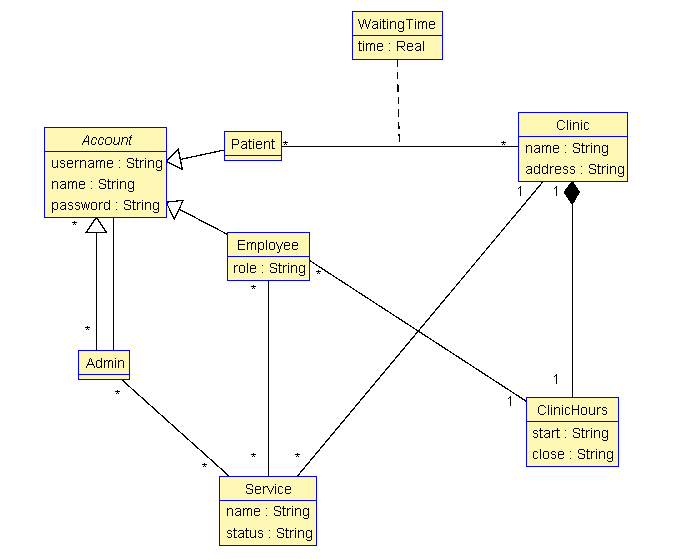 WaitingTime
time : Real
Account
username : String
name : String
password : String
Patient
*
*
Clinic
name : String
address : String
1
1
*
Employee
role : String
*
*
*
Admin
*
1
1
ClinicHours
start : String
close : String
*
*
*
Service
name : String
status : String